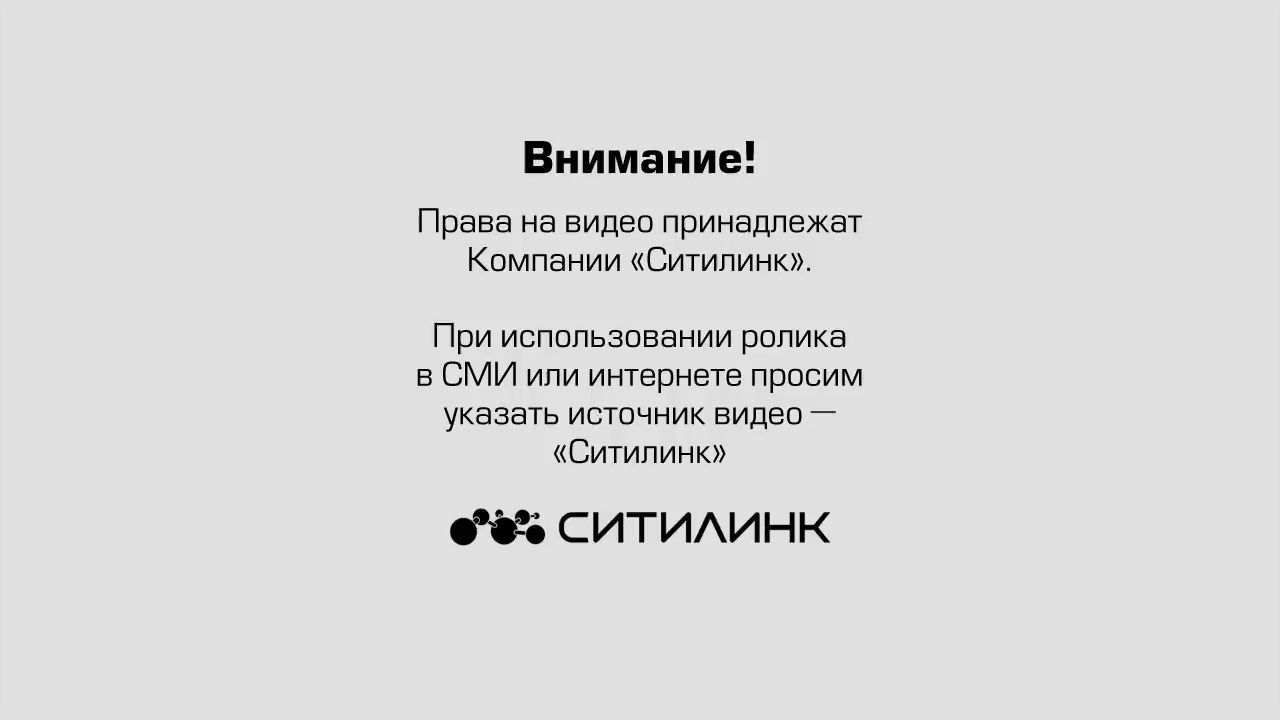 Внимание!
Права на видео принадлежат
Компании «Ситилинк».
При использовании ролика
в СМИ или интернете просим
указать источник видео —
«Ситилинк»
СИТИЛИНК